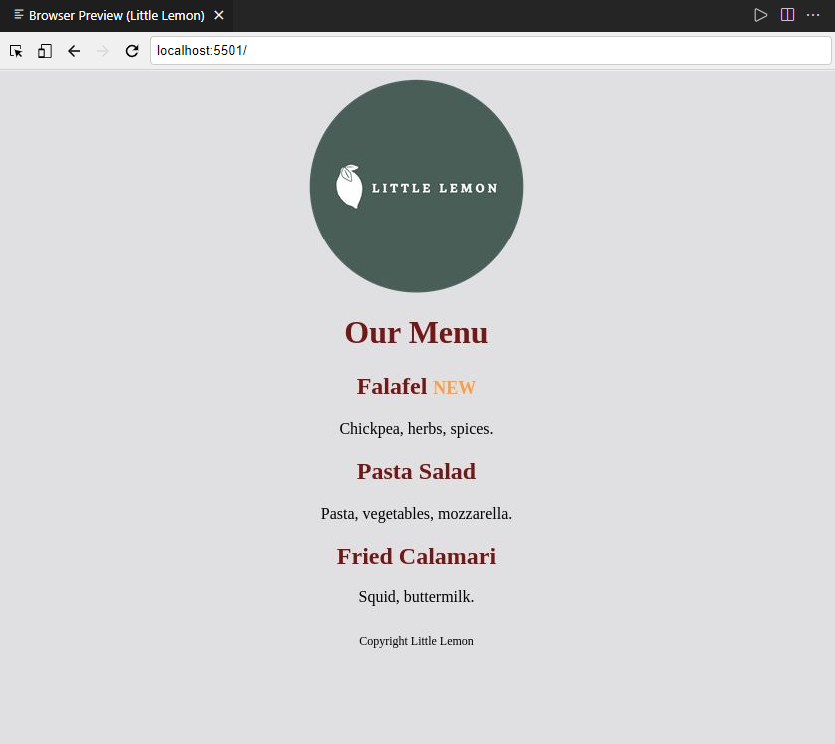 Browser Preview (Little Lemon)
localhost:5501/
LITTLE LEMON
Our Menu
Falafel NEW
Chickpea, herbs, spices.
Pasta Salad
Pasta, vegetables, mozzarella.
Fried Calamari
Squid, buttermilk.
Copyright Little Lemon